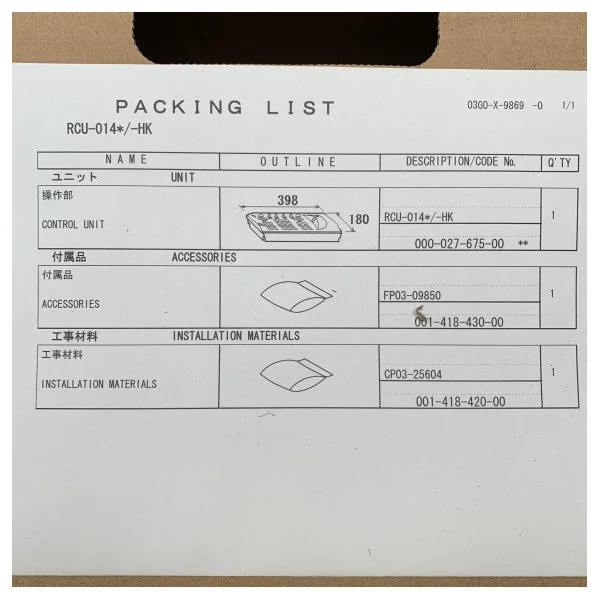 PACKING LIST
03GO-X-9869 -0 1/1
RCU-014*/-HK
NAME OUTLINE DESCRIPTION/CODE No. Q'TY
ユニット UNIT
操作部
398
180
CONTROL UNIT
RCU-014*/-HK
1
000-027-675-00 **
付属品 ACCESSORIES
付属品
ACCESSORIES
FP03-09850
1
001-418-430-00
工事材料 INSTALLATION MATERIALS
工事材料
INSTALLATION MATERIALS
CP03-25604
1
001-418-420-00